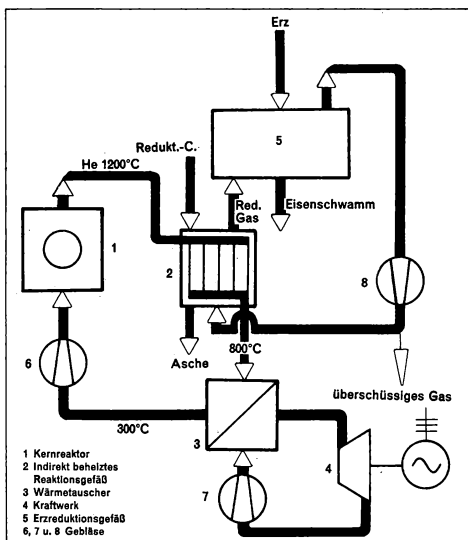 Erz
Redukt.-C.
He 1200°C
5
Red.
Gas
Eisenschwamm
1
2
8
Asche
800°C
6
überschüssiges Gas
300°C
3
4
7
1 Kernreaktor
2 Indirekt beheiztes
Reaktionsgefäß
3 Wärmetauscher
4 Kraftwerk
5 Erzreduktionsgefäß
6, 7 u. 8 Gebläse